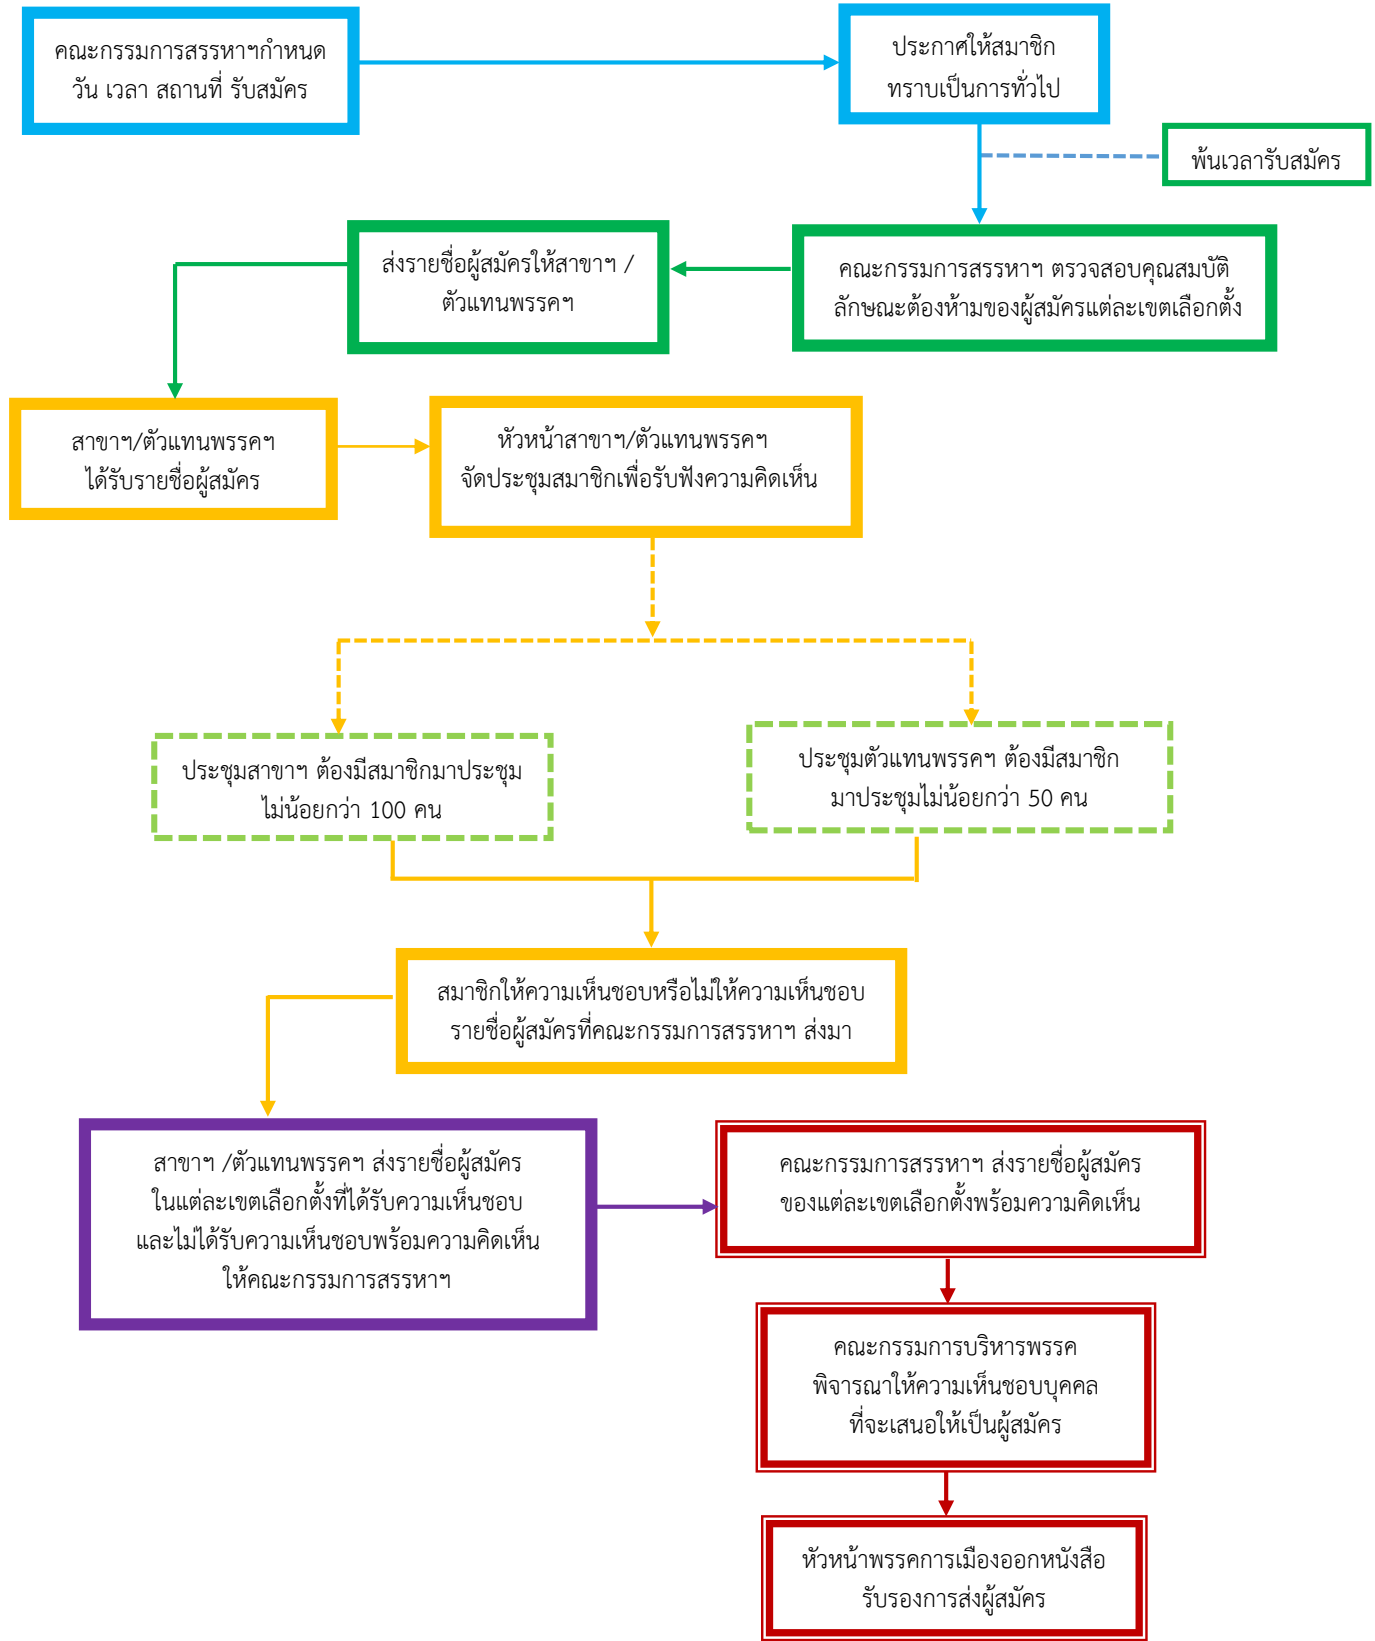 คณะกรรมการสรรหาฯกำหนด
วัน เวลา สถานที่ รับสมัคร
ประกาศให้สมาชิก
ทราบเป็นการทั่วไป
พ้นเวลารับสมัคร
คณะกรรมการสรรหาฯ ตรวจสอบคุณสมบัติ
ลักษณะต้องห้ามของผู้สมัครแต่ละเขตเลือกตั้ง
ส่งรายชื่อผู้สมัครให้สาขาฯ /
ตัวแทนพรรคฯ
สาขาฯ/ตัวแทนพรรคฯ
ได้รับรายชื่อผู้สมัคร
หัวหน้าสาขาฯ/ตัวแทนพรรคฯ
จัดประชุมสมาชิกเพื่อรับฟังความคิดเห็น
ประชุมสาขาฯ ต้องมีสมาชิกมาประชุม
ไม่น้อยกว่า 100 คน
ประชุมตัวแทนพรรคฯ ต้องมีสมาชิก
มาประชุมไม่น้อยกว่า 50 คน
สมาชิกให้ความเห็นชอบหรือไม่ให้ความเห็นชอบ
รายชื่อผู้สมัครที่คณะกรรมการสรรหาฯ ส่งมา
สาขาฯ /ตัวแทนพรรคฯ ส่งรายชื่อผู้สมัคร
ในแต่ละเขตเลือกตั้งที่ได้รับความเห็นชอบ
และไม่ได้รับความเห็นชอบพร้อมความคิดเห็น
ให้คณะกรรมการสรรหาฯ
คณะกรรมการสรรหาฯ ส่งรายชื่อผู้สมัคร
ของแต่ละเขตเลือกตั้งพร้อมความคิดเห็น
คณะกรรมการบริหารพรรค
พิจารณาให้ความเห็นชอบบุคคล
ที่จะเสนอให้เป็นผู้สมัคร
หัวหน้าพรรคการเมืองออกหนังสือ
รับรองการส่งผู้สมัคร